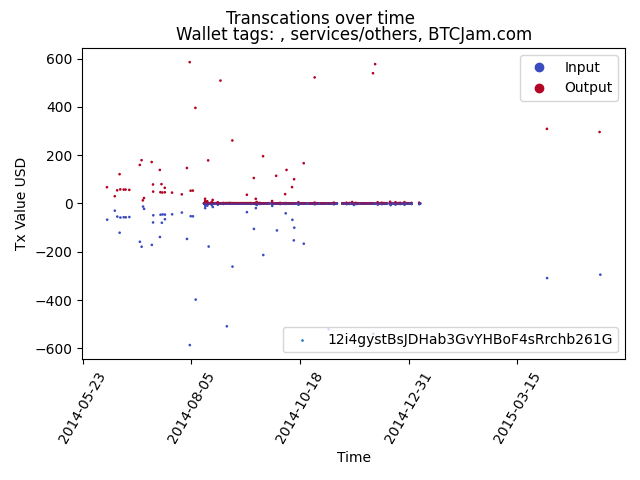 Transcations over time
Wallet tags: , services/others, BTCJam.com
Input
Output
600
400
200
0
−200
−400
−600
Tx Value USD
12i4gystBsJDHab3GvYHBoF4sRrchb261G
2014-05-23
2014-08-05
2014-10-18
2014-12-31
2015-03-15
Time